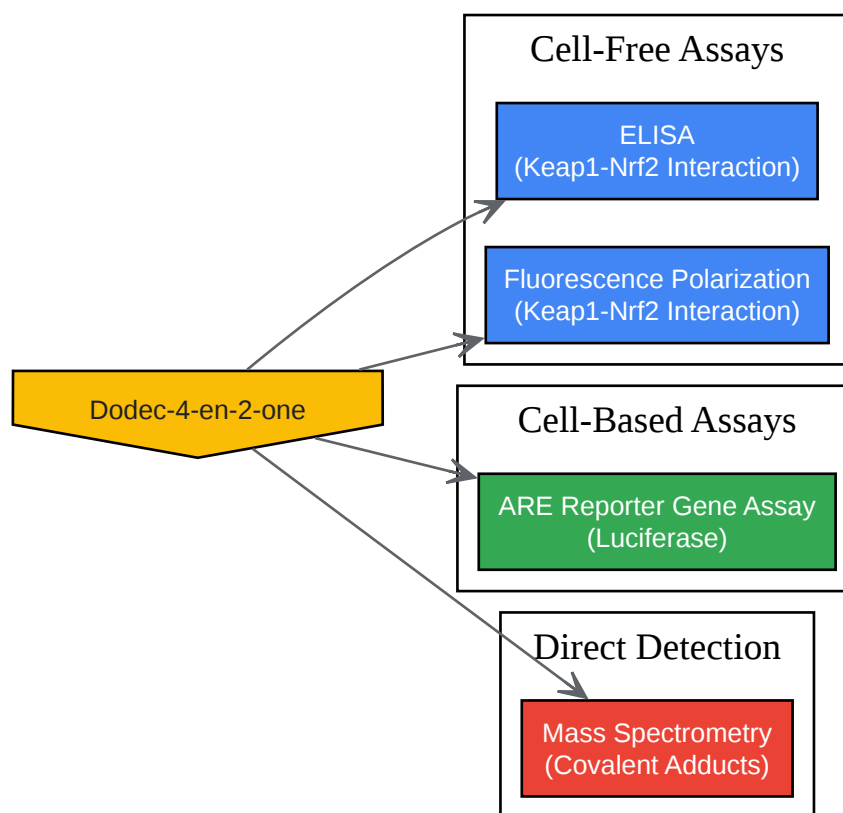 Cell-Free Assays
ELISA
(Keap1-Nrf2 Interaction)
Fluorescence Polarization
(Keap1-Nrf2 Interaction)
Dodec-4-en-2-one
Cell-Based Assays
ARE Reporter Gene Assay
(Luciferase)
Direct Detection
Mass Spectrometry
(Covalent Adducts)